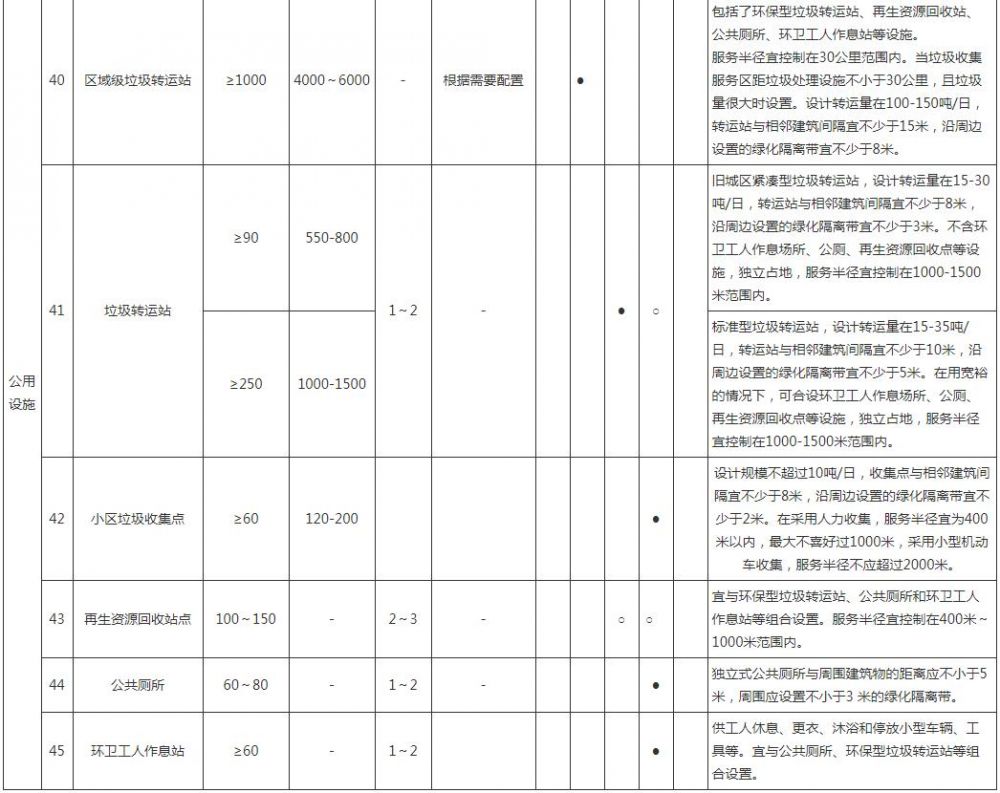 公用
设施
40
区域级垃圾转运站
≥1000
4000～6000
-
根据需要配置
●
包括了环保型垃圾转运站、再生资源回收站、
公共厕所、环卫工人作息站等设施。
服务半径宜控制在30公里范围内。当垃圾收集
服务区距垃圾处理设施不小于30公里，且垃圾
量很大时设置。设计转运量在100-150吨/日，
转运站与相邻建筑间隔宜不少于15米，沿周边
设置的绿化隔离带宜不少于8米。
41
垃圾转运站
≥90
550-800
1～2
-
●
○
旧城区紧凑型垃圾转运站，设计转运量在15-30
吨/日，转运站与相邻建筑间隔宜不少于8米，
沿周边设置的绿化隔离带宜不少于3米。不含环
卫工人作息场所、公厕、再生资源回收点等设
施，独立占地，服务半径宜控制在1000-1500
米范围内。
≥250
1000-1500
标准型垃圾转运站，设计转运量在15-35吨/
日，转运站与相邻建筑间隔宜不少于10米，沿
周边设置的绿化隔离带宜不少于5米。在用宽裕
的情况下，可合设环卫工人作息场所、公厕、
再生资源回收点等设施，独立占地，服务半径
宜控制在1000-1500米范围内。
42
小区垃圾收集点
≥60
120-200
●
设计规模不超过10吨/日，收集点与相邻建筑间
隔宜不少于8米，沿周边设置的绿化隔离带宜不
少于2米。在采用人力收集，服务半径宜为400
米以内，最大不喜好过1000米，采用小型机动
车收集，服务半径不应超过2000米。
43
再生资源回收站点
100～150
-
2～3
-
○
○
宜与环保型垃圾转运站、公共厕所和环卫工人
作息站等组合设置。服务半径宜控制在400米～
1000米范围内。
44
公共厕所
60～80
-
1～2
-
●
独立式公共厕所与周围建筑物的距离应不小于5
米，周围应设置不小于3 米的绿化隔离带。
45
环卫工人作息站
≥60
-
1～2
●
供工人休息、更衣、沐浴和停放小型车辆、工
具等。宜与公共厕所、环保型垃圾转运站等组
合设置。